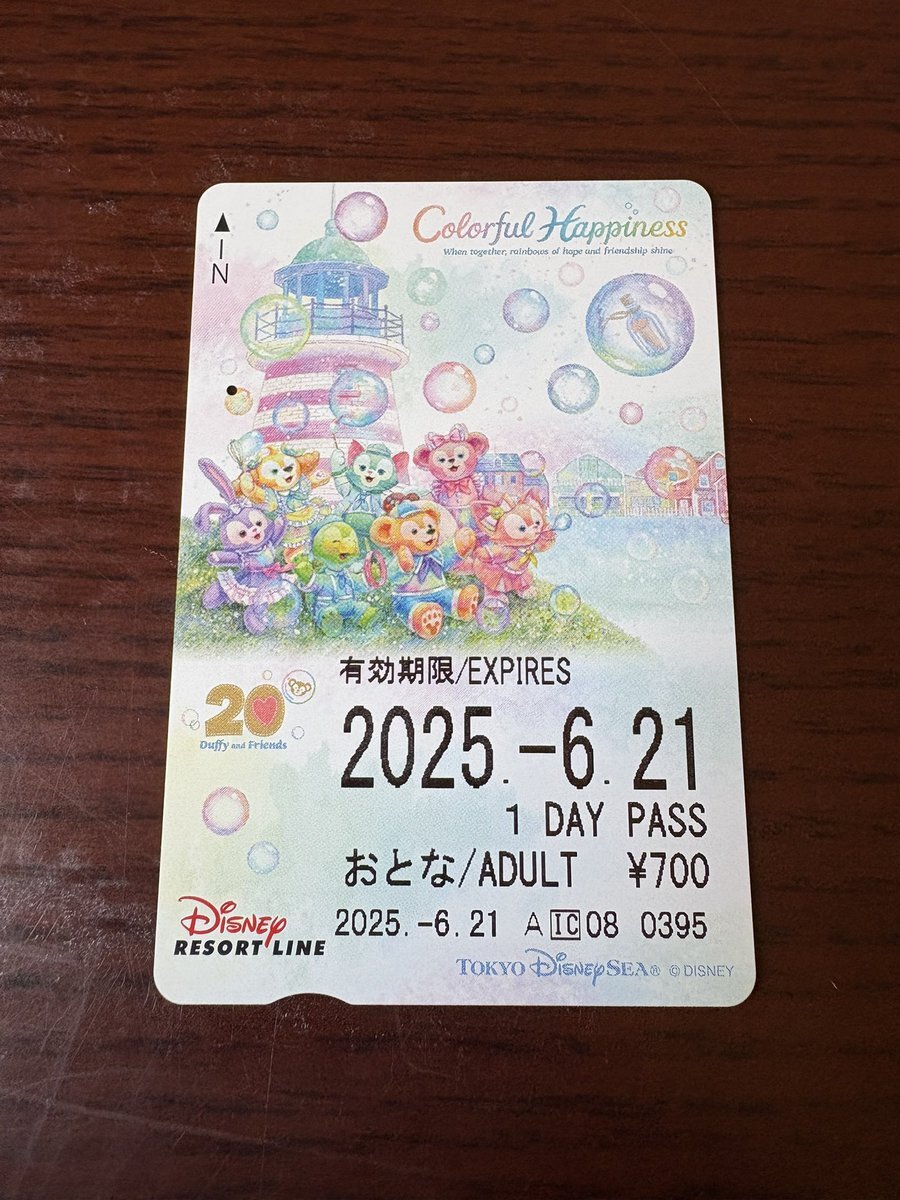 Colorful Happiness
When together, rainbows of hope and friendship shine
IN
有効期限/EXPIRES
20
Duffy and Friends
2025.-6.21
1 DAY PASS
おとな/ADULT ¥700
Disney
RESORT LINE
2025.-6.21 A IC 08 0395
TOKYO DISNEYSEA® ©DISNEY